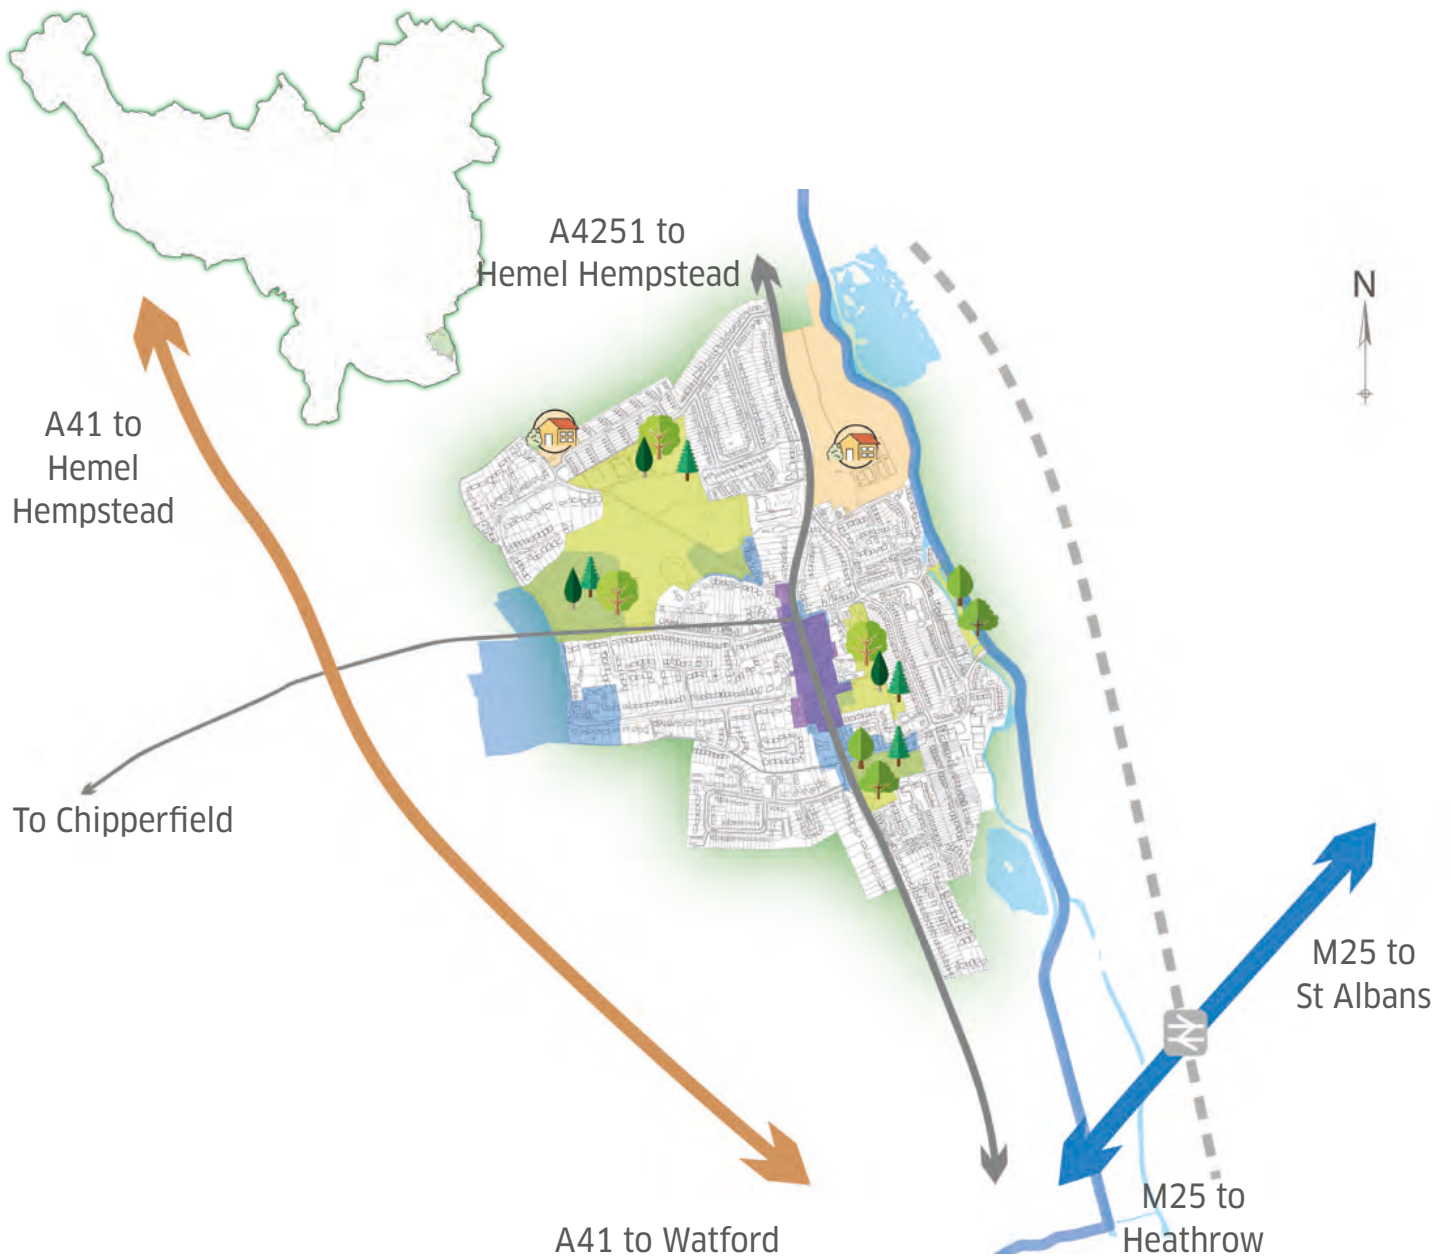 A4251 to
Hemel Hempstead
N
A41 to
Hemel
Hempstead
To Chipperfield
M25 to
St Albans
M25 to
Heathrow
A41 to Watford